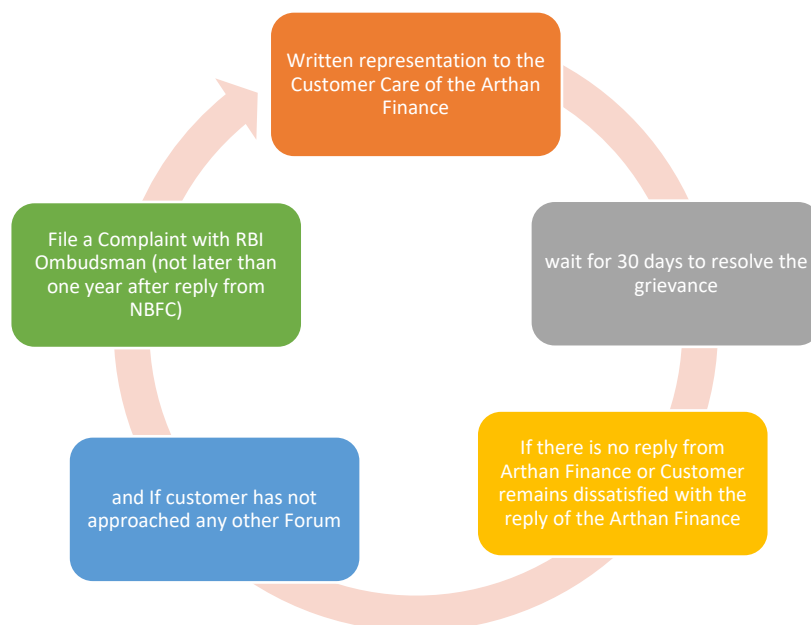 Written representation to the
Customer Care of the Arthan
Finance
wait for 30 days to resolve the
grievance
If there is no reply from
Arthan Finance or Customer
remains dissatisfied with the
reply of the Arthan Finance
and If customer has not
approached any other Forum
File a Complaint with RBI
Ombudsman (not later than
one year after reply from
NBFC)